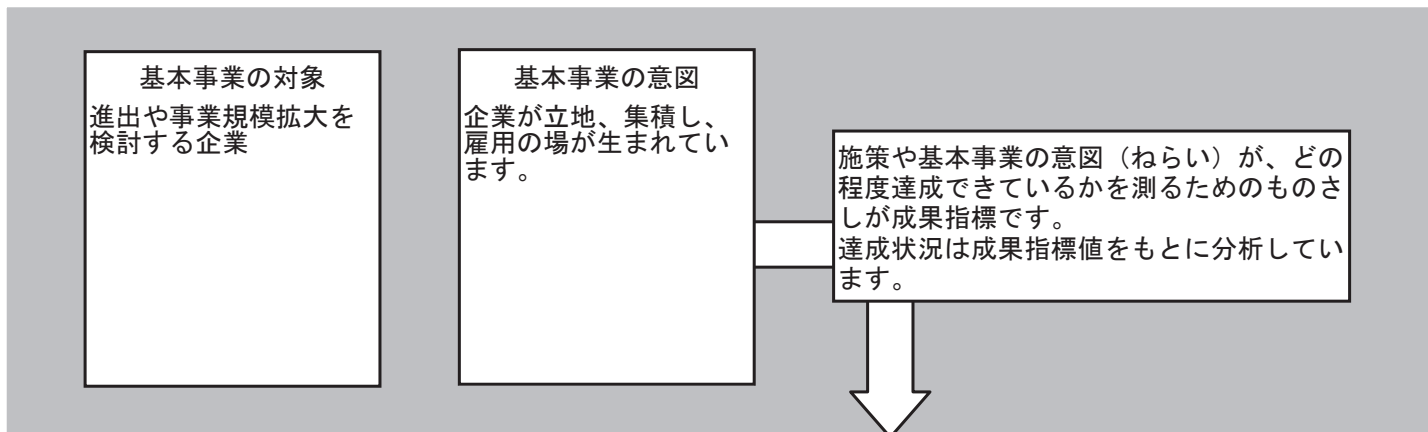 基本事業の対象
進出や事業規模拡大を
検討する企業
基本事業の意図
企業が立地、集積し、
雇用の場が生まれてい
ます。
施策や基本事業の意図（ねらい）が、どの
程度達成できているかを測るためのものさ
しが成果指標です。
達成状況は成果指標値をもとに分析してい
ます。